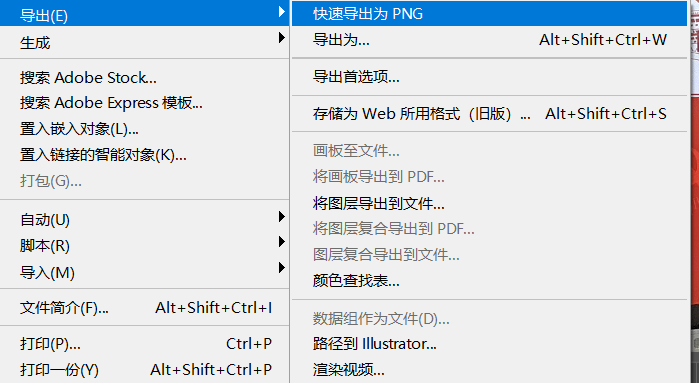 导出(E)
生成
搜索 Adobe Stock...
搜索 Adobe Express 模板...
置入嵌入对象(L)...
置入链接的智能对象(K)...
打包(G)...
自动(U)
脚本(R)
导入(M)
文件简介(F)... Alt+Shift+Ctrl+I
打印(P)... Ctrl+P
打印一份(Y) Alt+Shift+Ctrl+P
快速导出为 PNG
导出为... Alt+Shift+Ctrl+W
导出首选项...
存储为 Web 所用格式（旧版）... Alt+Shift+Ctrl+S
画板至文件...
将画板导出到 PDF...
将图层导出到文件...
将图层复合导出到 PDF...
图层复合导出到文件...
颜色查找表...
数据组作为文件(D)...
路径到 Illustrator...
渲染视频...